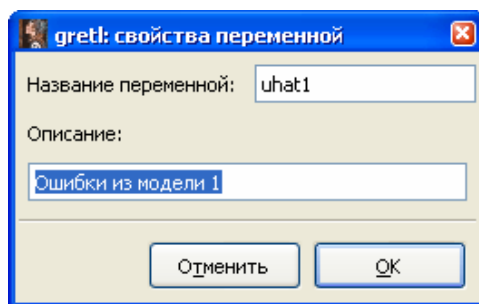 gretl: свойства переменной
Название переменной: uhat1
Описание:
Ошибки из модели 1
Отменить OK